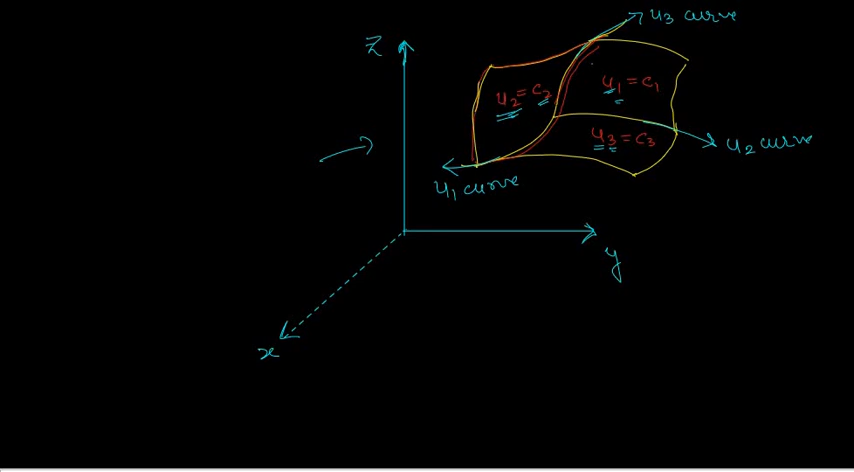 u₃ curve
z
u₂ = c₂
u₁ = c₁
u₃ = c₃
u₂ curve
u₁ curve
y
x